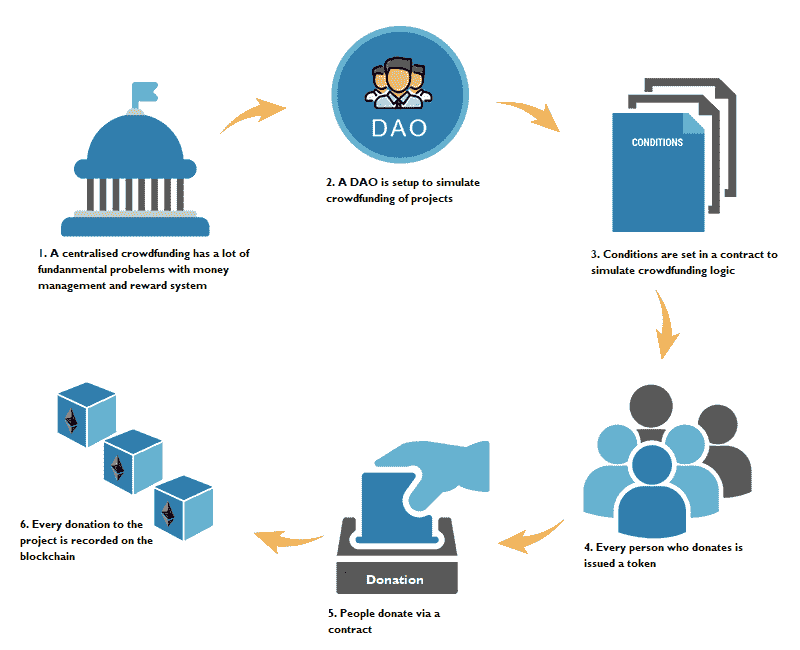 DAO
CONDITIONS
1. A centralised crowdfunding has a lot of
fundanmental probelems with money
management and reward system
2. A DAO is setup to simulate
crowdfunding of projects
3. Conditions are set in a contract to
simulate crowdfunding logic
4. Every person who donates is
issued a token
Donation
5. People donate via a
contract
6. Every donation to the
project is recorded on the
blockchain